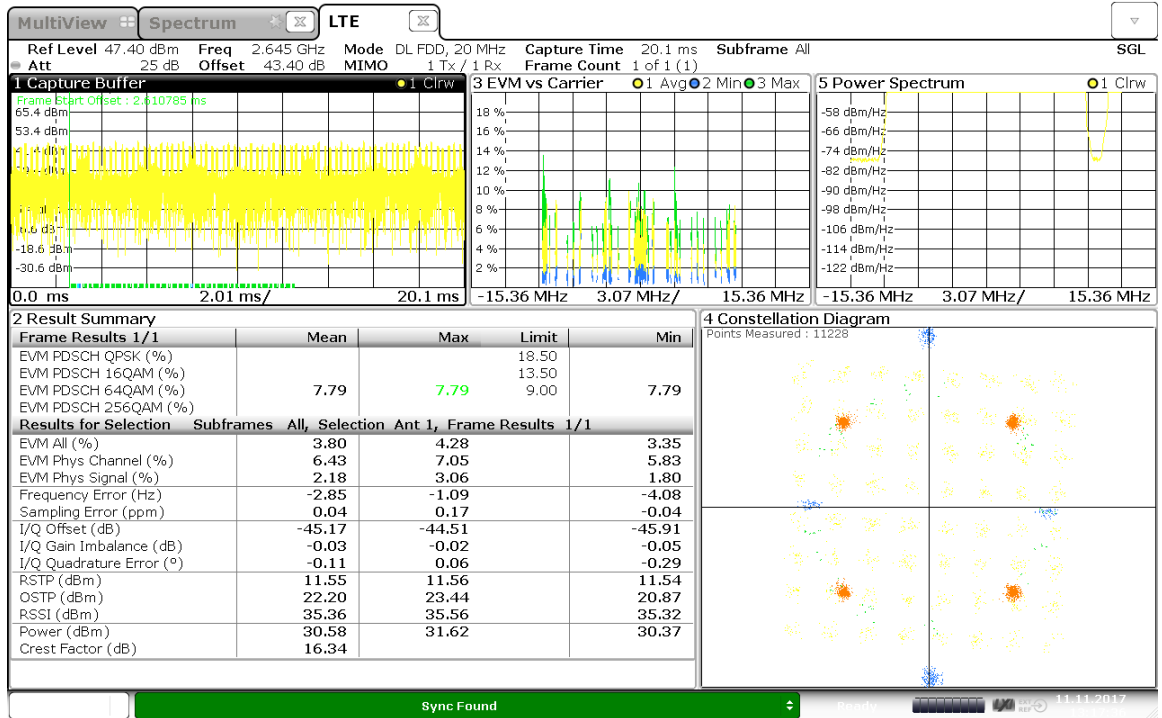 MultiView Spectrum LTE
Ref Level 47.40 dBm Freq 2.645 GHz Mode DL FDD, 20 MHz Capture Time 20.1 ms Subframe All SGL
Att 25 dB Offset 43.40 dB MIMO 1 Tx / 1 Rx Frame Count 1 of 1 (1)
1 Capture Buffer 1 Clrw
Frame Start Offset : 2.610785 ms
65.4 dBm
53.4 dBm
-18.6 dBm
-30.6 dBm
0.0 ms 2.01 ms/ 20.1 ms
3 EVM vs Carrier 1 Avg 2 Min 3 Max
18 %
16 %
14 %
12 %
10 %
8 %
6 %
4 %
2 %
-15.36 MHz 3.07 MHz/ 15.36 MHz
5 Power Spectrum 1 Clrw
-58 dBm/Hz
-66 dBm/Hz
-74 dBm/Hz
-82 dBm/Hz
-90 dBm/Hz
-98 dBm/Hz
-106 dBm/Hz
-114 dBm/Hz
-122 dBm/Hz
-15.36 MHz 3.07 MHz/ 15.36 MHz
2 Result Summary
Frame Results 1/1 Mean Max Limit Min
EVM PDSCH QPSK (%) 18.50
EVM PDSCH 16QAM (%) 13.50
EVM PDSCH 64QAM (%) 7.79 7.79 9.00 7.79
EVM PDSCH 256QAM (%)
Results for Selection Subframes All, Selection Ant 1, Frame Results 1/1
EVM All (%) 3.80 4.28 3.35
EVM Phys Channel (%) 6.43 7.05 5.83
EVM Phys Signal (%) 2.18 3.06 1.80
Frequency Error (Hz) -2.85 -1.09 -4.08
Sampling Error (ppm) 0.04 0.17 -0.04
I/Q Offset (dB) -45.17 -44.51 -45.91
I/Q Gain Imbalance (dB) -0.03 -0.02 -0.05
I/Q Quadrature Error (°) -0.11 0.06 -0.29
RSTP (dBm) 11.55 11.56 11.54
OSTP (dBm) 22.20 23.44 20.87
RSSI (dBm) 35.36 35.56 35.32
Power (dBm) 30.58 31.62 30.37
Crest Factor (dB) 16.34
4 Constellation Diagram
Points Measured : 11228
Sync Found
Ready
LXI
EXT
REF
11.11.2017